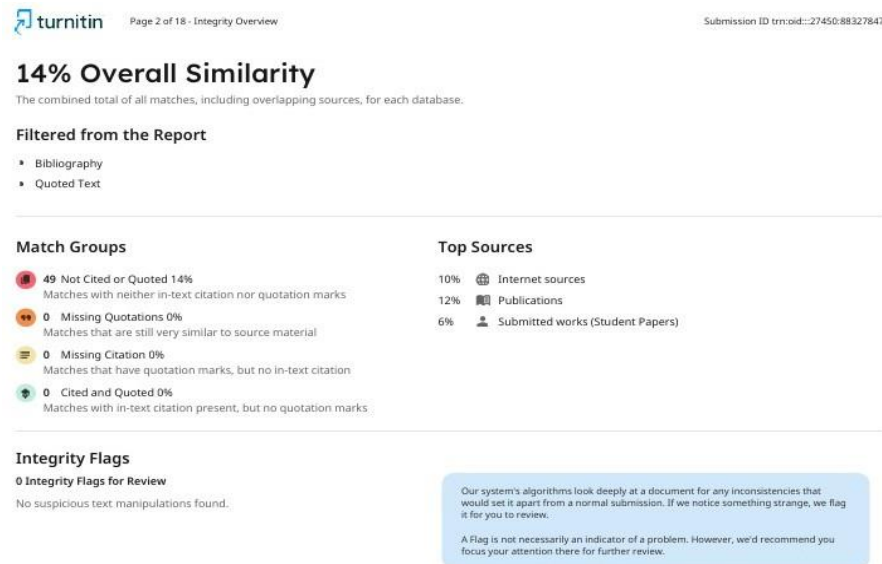 turnitin
Page 2 of 18 - Integrity Overview
Submission ID trn:oid:::27450:88327847
14% Overall Similarity
The combined total of all matches, including overlapping sources, for each database.
Filtered from the Report
Bibliography
Quoted Text
Match Groups
49 Not Cited or Quoted 14%
Matches with neither in-text citation nor quotation marks
0 Missing Quotations 0%
Matches that are still very similar to source material
0 Missing Citation 0%
Matches that have quotation marks, but no in-text citation
0 Cited and Quoted 0%
Matches with in-text citation present, but no quotation marks
Top Sources
10% Internet sources
12% Publications
6% Submitted works (Student Papers)
Integrity Flags
0 Integrity Flags for Review
No suspicious text manipulations found.
Our system's algorithms look deeply at a document for any inconsistencies that
would set it apart from a normal submission. If we notice something strange, we flag
it for you to review.
A Flag is not necessarily an indicator of a problem. However, we'd recommend you
focus your attention there for further review.